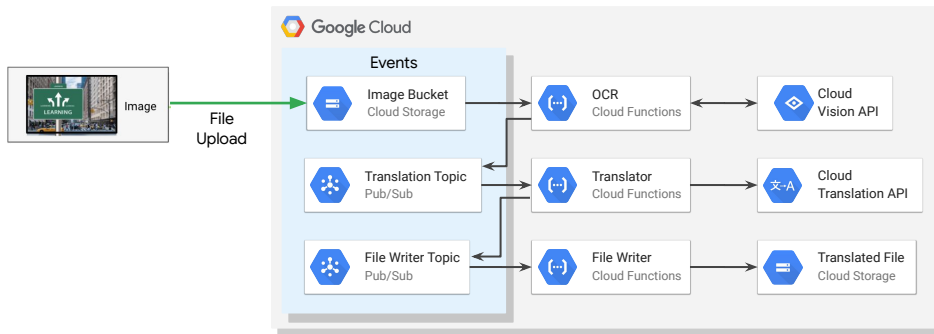 Google Cloud
Events
LEARNING
Image
File
Upload
Image Bucket
Cloud Storage
OCR
Cloud Functions
Cloud
Vision API
Translation Topic
Pub/Sub
Translator
Cloud Functions
文→A
Cloud
Translation API
File Writer Topic
Pub/Sub
File Writer
Cloud Functions
Translated File
Cloud Storage